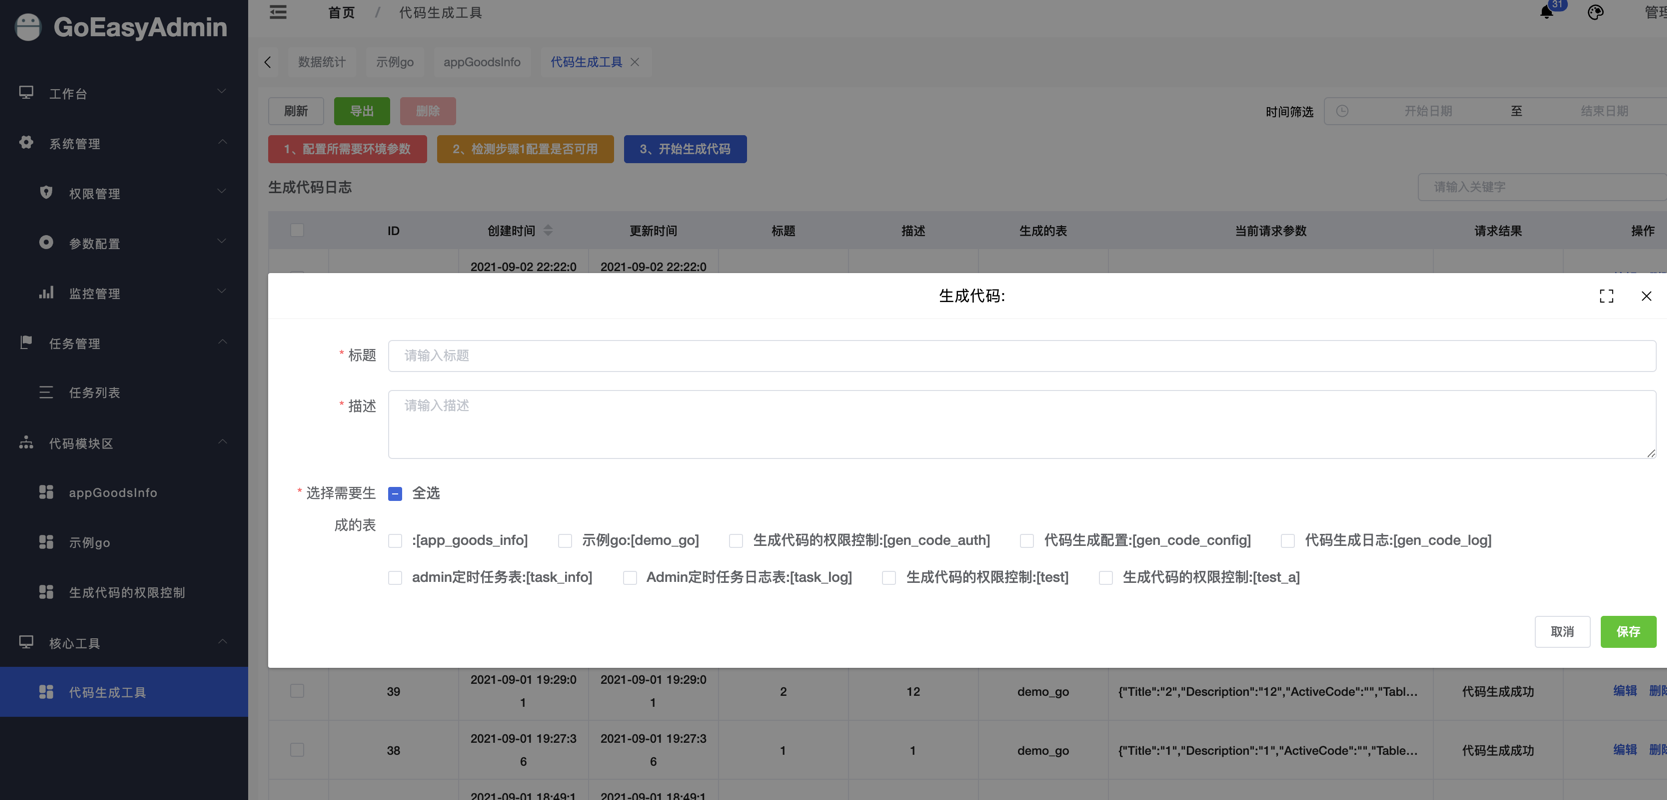 GoEasyAdmin
首页 / 代码生成工具
31
管理
数据统计 示例go appGoodsInfo 代码生成工具
工作台
系统管理
权限管理
参数配置
监控管理
任务管理
任务列表
代码模块区
appGoodsInfo
示例go
生成代码的权限控制
核心工具
代码生成工具
刷新 导出 删除
时间筛选 开始日期 至 结束日期
1、配置所需要环境参数 2、检测步骤1配置是否可用 3、开始生成代码
生成代码日志
请输入关键字
ID 创建时间 更新时间 标题 描述 生成的表 当前请求参数 请求结果 操作
2021-09-02 22:22:0 2021-09-02 22:22:0
生成代码:
* 标题 请输入标题
* 描述 请输入描述
* 选择需要生 全选
成的表
:[app_goods_info] 示例go:[demo_go] 生成代码的权限控制:[gen_code_auth] 代码生成配置:[gen_code_config] 代码生成日志:[gen_code_log]
admin定时任务表:[task_info] Admin定时任务日志表:[task_log] 生成代码的权限控制:[test] 生成代码的权限控制:[test_a]
取消 保存
39 2021-09-01 19:29:0 2021-09-01 19:29:0 2 12 demo_go {"Title":"2","Description":"12","ActiveCode":"","Tabl... 代码生成成功 编辑 删除
1 1
38 2021-09-01 19:27:3 2021-09-01 19:27:3 1 1 demo_go {"Title":"1","Description":"1","ActiveCode":"","Table... 代码生成成功 编辑 删除
6 6
2021-09-01 18:49:1 2021-09-01 18:49:1